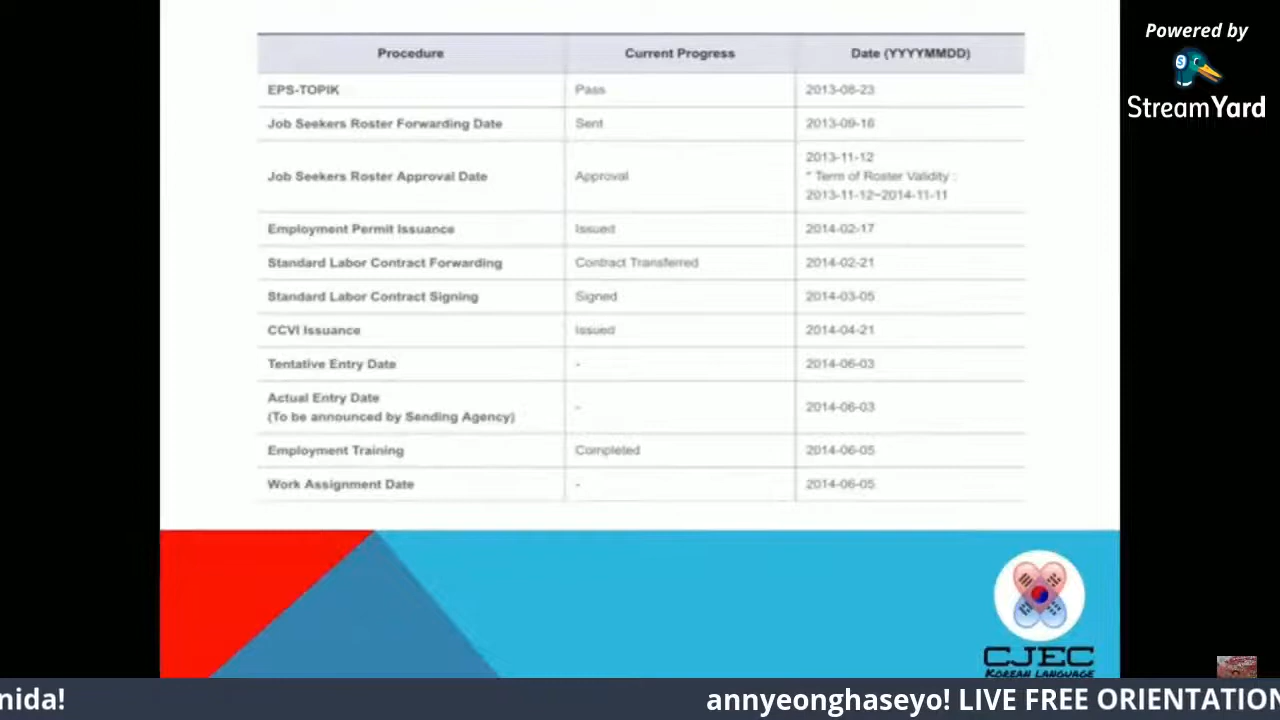 Powered by
StreamYard
Procedure Current Progress Date (YYYYMMDD)
EPS-TOPIK Pass 2013-08-23
Job Seekers Roster Forwarding Date Sent 2013-09-16
Job Seekers Roster Approval Date Approval 2013-11-12
* Term of Roster Validity :
2013-11-12~2014-11-11
Employment Permit Issuance Issued 2014-02-17
Standard Labor Contract Forwarding Contract Transferred 2014-02-21
Standard Labor Contract Signing Signed 2014-03-05
CCVI Issuance Issued 2014-04-21
Tentative Entry Date - 2014-06-03
Actual Entry Date
(To be announced by Sending Agency) - 2014-06-03
Employment Training Completed 2014-06-05
Work Assignment Date - 2014-06-05
CJEC
KOREAN LANGUAGE
nida! annyeonghaseyo! LIVE FREE ORIENTATION